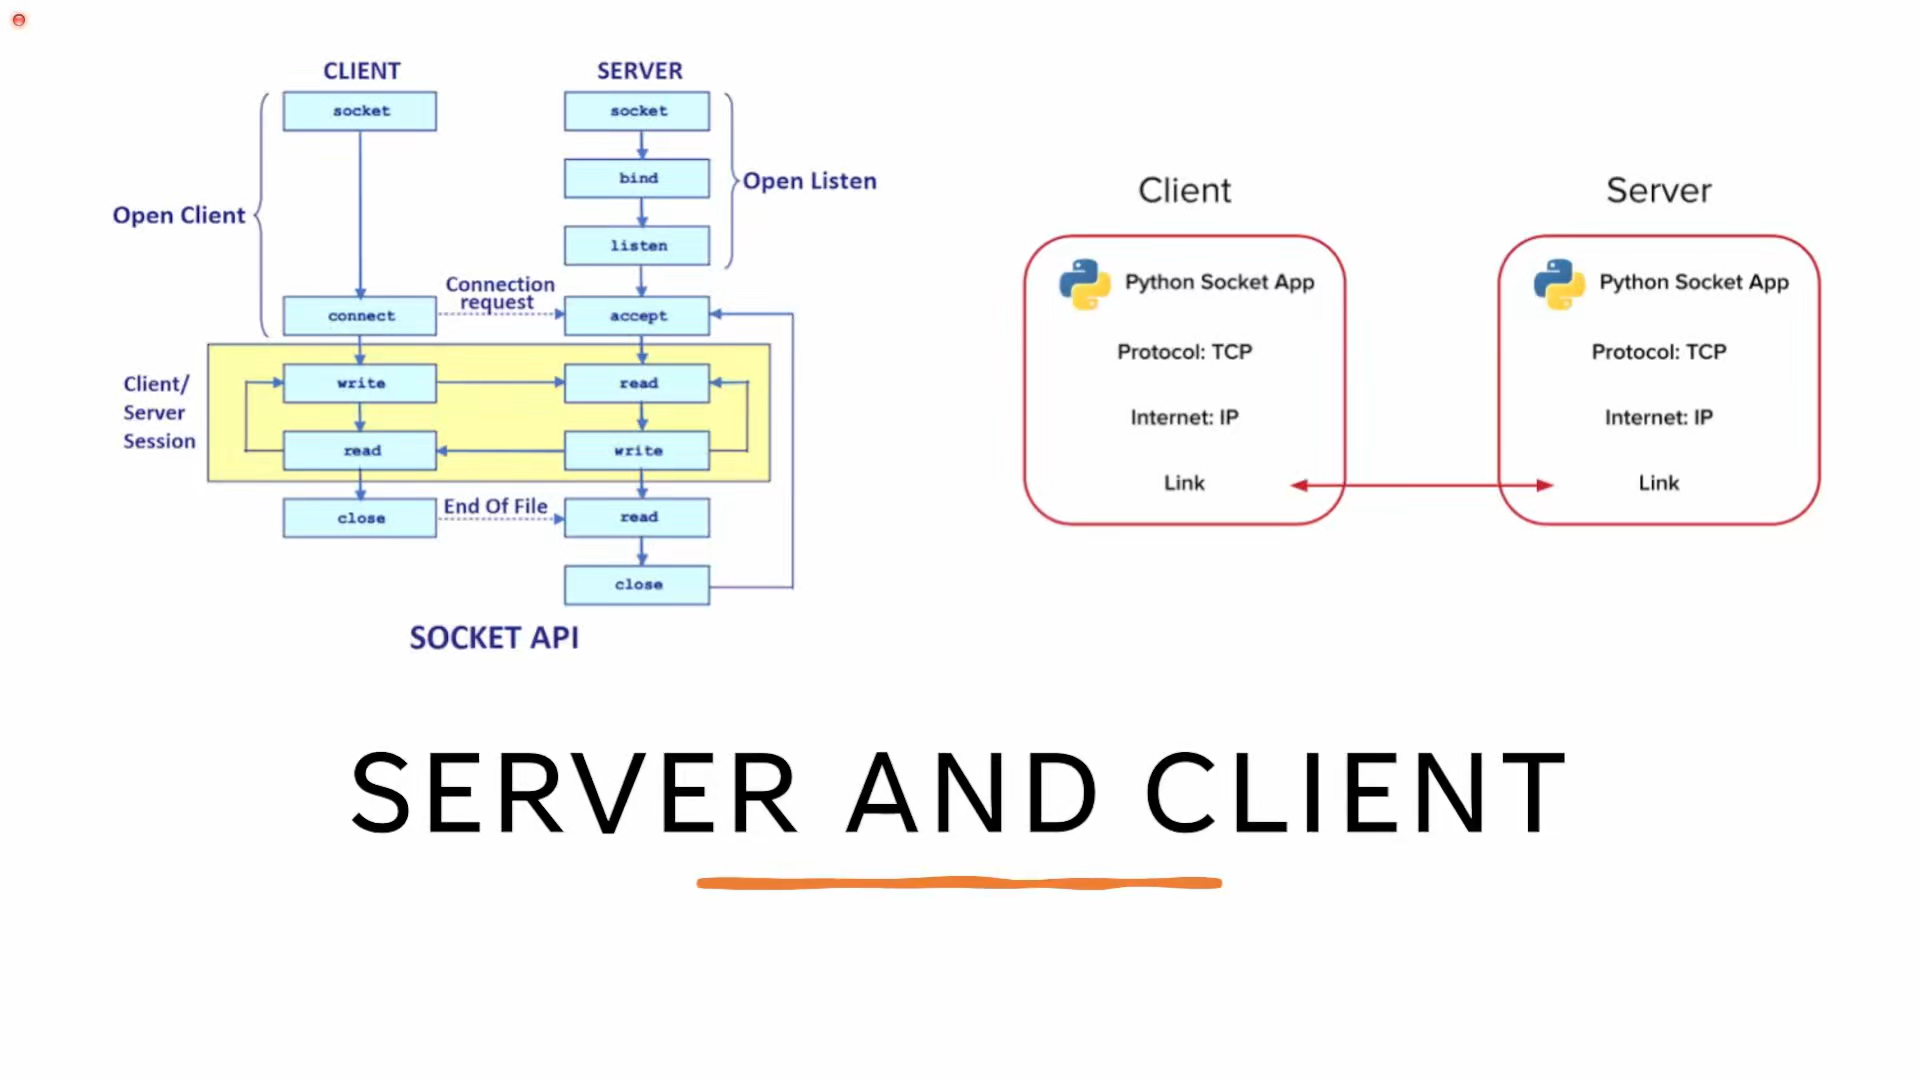 CLIENT
SERVER
socket
socket
bind
Open Listen
Open Client
listen
Connection
request
connect
accept
Client/
Server
Session
write
read
read
write
close
End Of File
read
close
SOCKET API
Client
Server
Python Socket App
Python Socket App
Protocol: TCP
Protocol: TCP
Internet: IP
Internet: IP
Link
Link
SERVER AND CLIENT